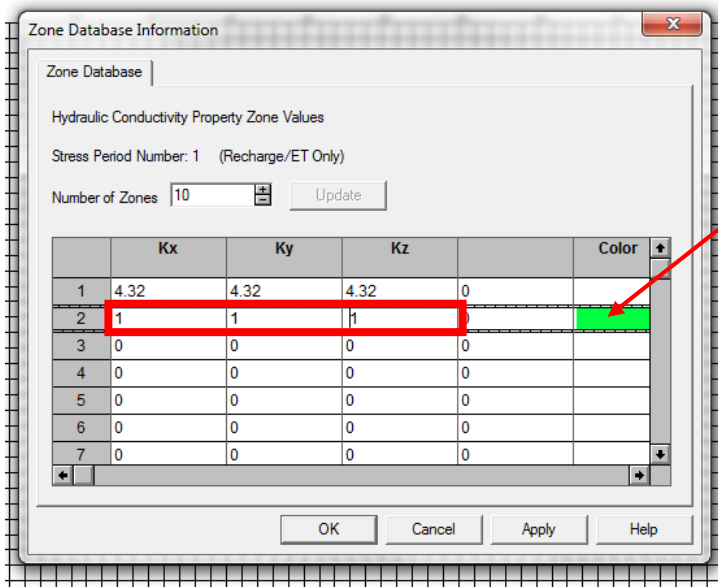 Zone Database Information
x
Zone Database
Hydraulic Conductivity Property Zone Values
Stress Period Number: 1 (Recharge/ET Only)
Number of Zones 10 Update
Kx Ky Kz Color
1 4.32 4.32 4.32 0
2 1 1 1 0
3 0 0 0 0
4 0 0 0 0
5 0 0 0 0
6 0 0 0 0
7 0 0 0 0
OK Cancel Apply Help